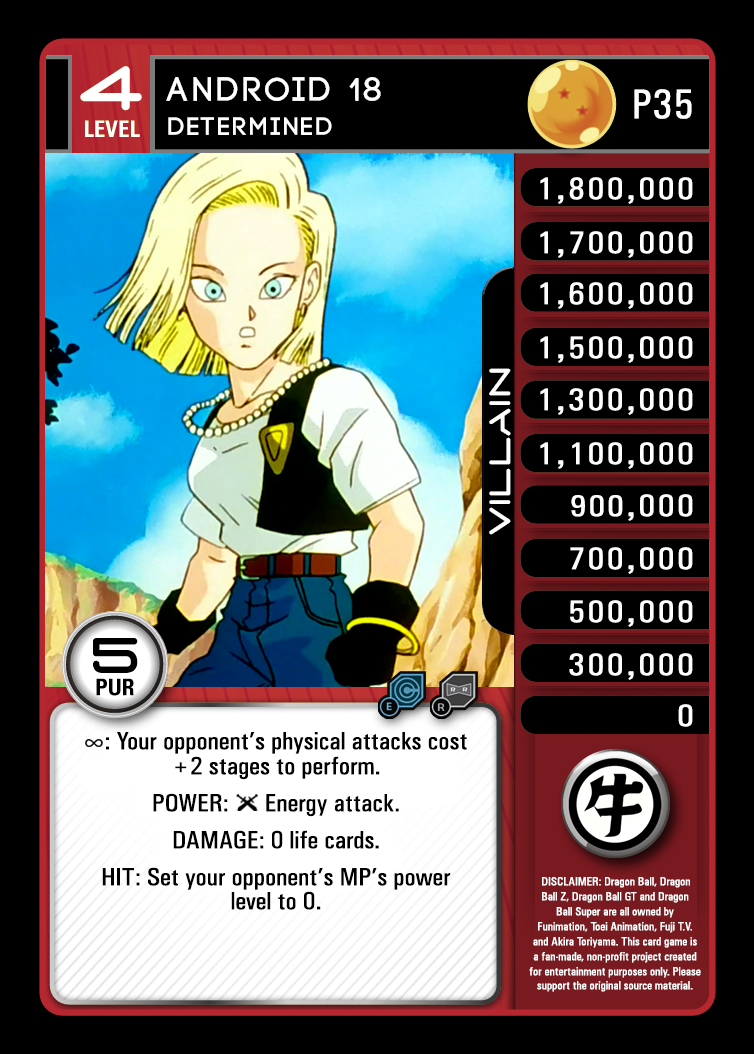 4
LEVEL
ANDROID 18
DETERMINED
P35
1,800,000
1,700,000
1,600,000
1,500,000
1,300,000
1,100,000
900,000
700,000
500,000
300,000
0
VILLAIN
5
PUR
E
R
R R
∞: Your opponent's physical attacks cost
+2 stages to perform.
POWER: Energy attack.
DAMAGE: 0 life cards.
HIT: Set your opponent's MP's power
level to 0.
牛
DISCLAIMER: Dragon Ball, Dragon
Ball Z, Dragon Ball GT and Dragon
Ball Super are all owned by
Funimation, Toei Animation, Fuji T.V.
and Akira Toriyama. This card game is
a fan-made, non-profit project created
for entertainment purposes only. Please
support the original source material.